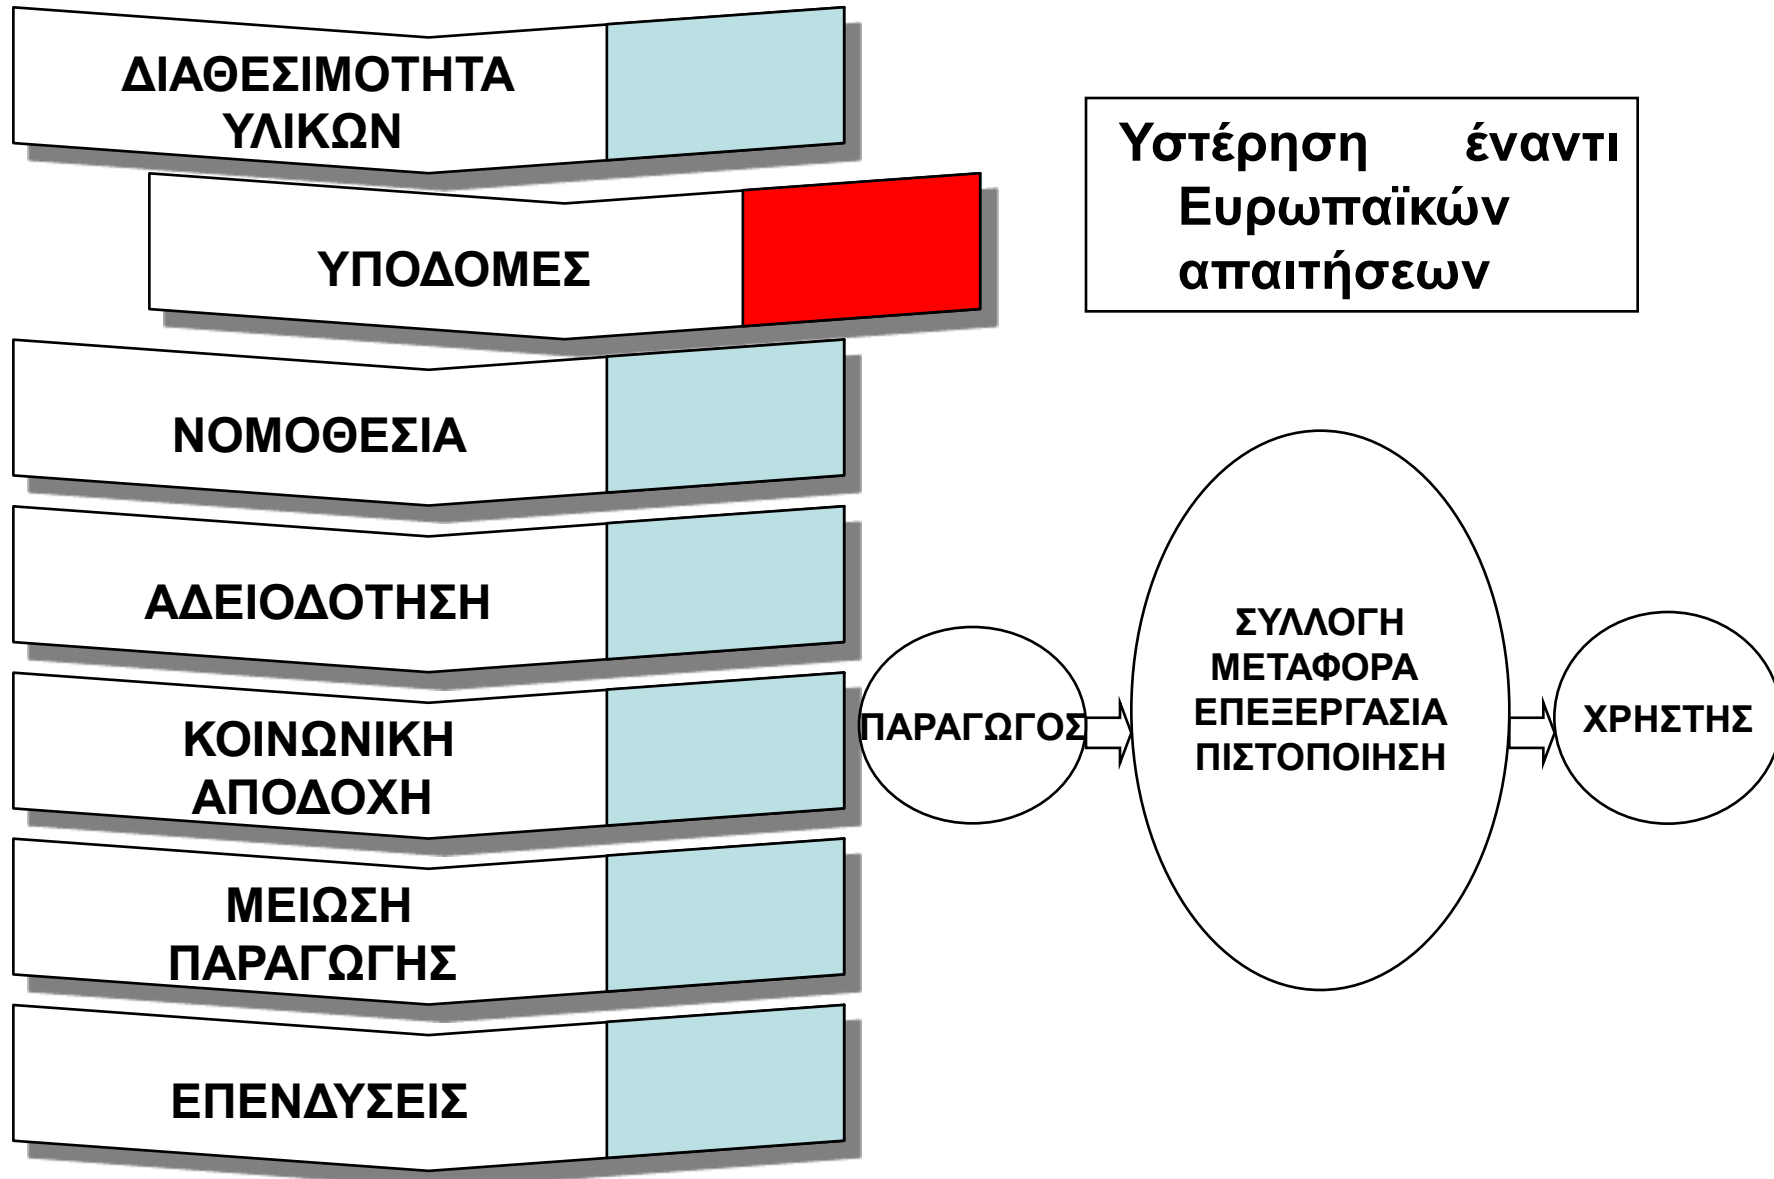 ΔΙΑΘΕΣΙΜΟΤΗΤΑ
ΥΛΙΚΩΝ
ΥΠΟΔΟΜΕΣ
ΝΟΜΟΘΕΣΙΑ
ΑΔΕΙΟΔΟΤΗΣΗ
ΚΟΙΝΩΝΙΚΗ
ΑΠΟΔΟΧΗ
ΜΕΙΩΣΗ
ΠΑΡΑΓΩΓΗΣ
ΕΠΕΝΔΥΣΕΙΣ
Υστέρηση έναντι
Ευρωπαϊκών
απαιτήσεων
ΠΑΡΑΓΩΓΟΣ
ΣΥΛΛΟΓΗ
ΜΕΤΑΦΟΡΑ
ΕΠΕΞΕΡΓΑΣΙΑ
ΠΙΣΤΟΠΟΙΗΣΗ
ΧΡΗΣΤΗΣ